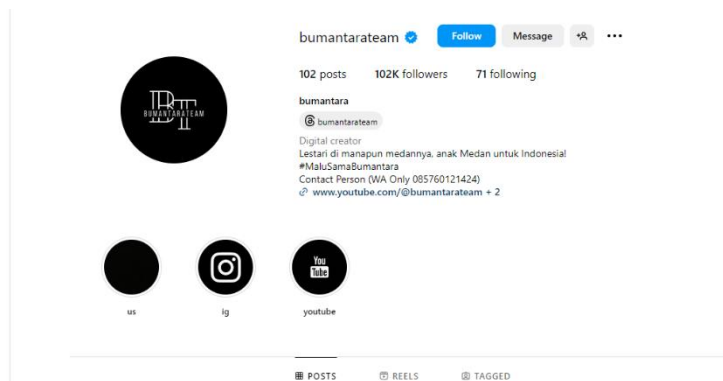 bumantarateam Follow Message
102 posts 102K followers 71 following
BT
BUMANTARATEAM
bumantara
bumantarateam
Digital creator
Lestari di manapun medannya, anak Medan untuk Indonesia!
#MaluSamaBumantara
Contact Person (WA Only 085760121424)
www.youtube.com/@bumantarateam + 2
You
Tube
us ig youtube
POSTS REELS TAGGED